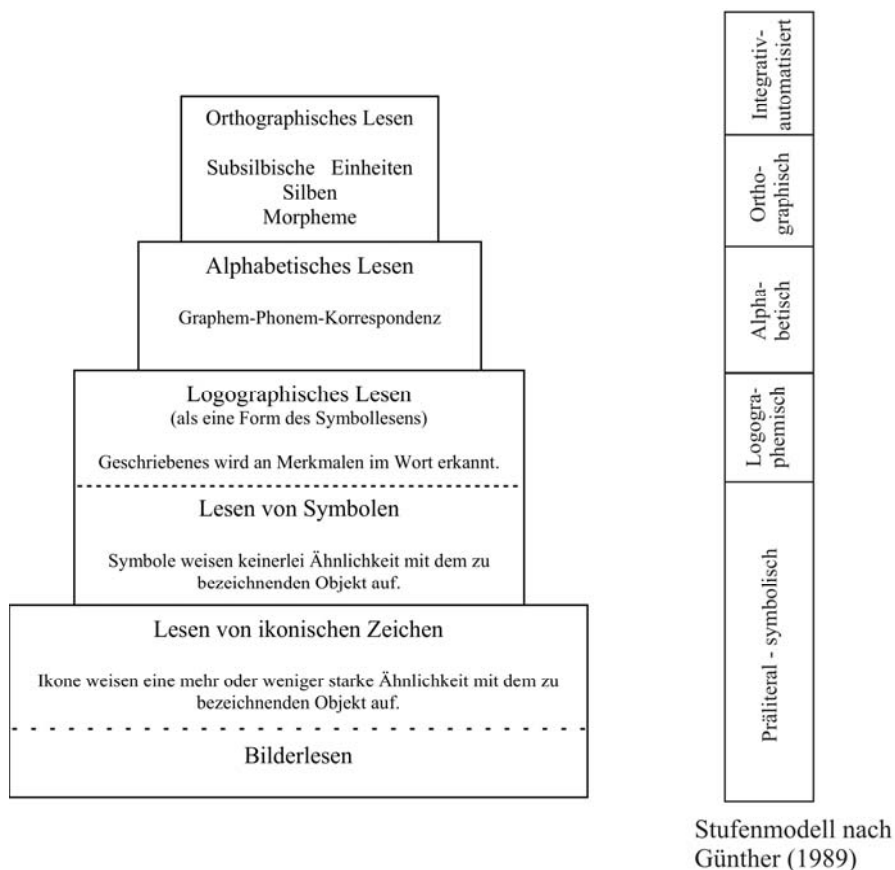 Orthographisches Lesen
Subsilbische Einheiten
Silben
Morpheme
Alphabetisches Lesen
Graphem-Phonem-Korrespondenz
Logographisches Lesen
(als eine Form des Symbollesens)
Geschriebenes wird an Merkmalen im Wort erkannt.
Lesen von Symbolen
Symbole weisen keinerlei Ähnlichkeit mit dem zu
bezeichnenden Objekt auf.
Lesen von ikonischen Zeichen
Ikone weisen eine mehr oder weniger starke Ähnlichkeit mit dem zu
bezeichnenden Objekt auf.
Bilderlesen
Integrativ-
automatisiert
Ortho-
graphisch
Alpha-
betisch
Logogra-
phemisch
Präliteral - symbolisch
Stufenmodell nach
Günther (1989)